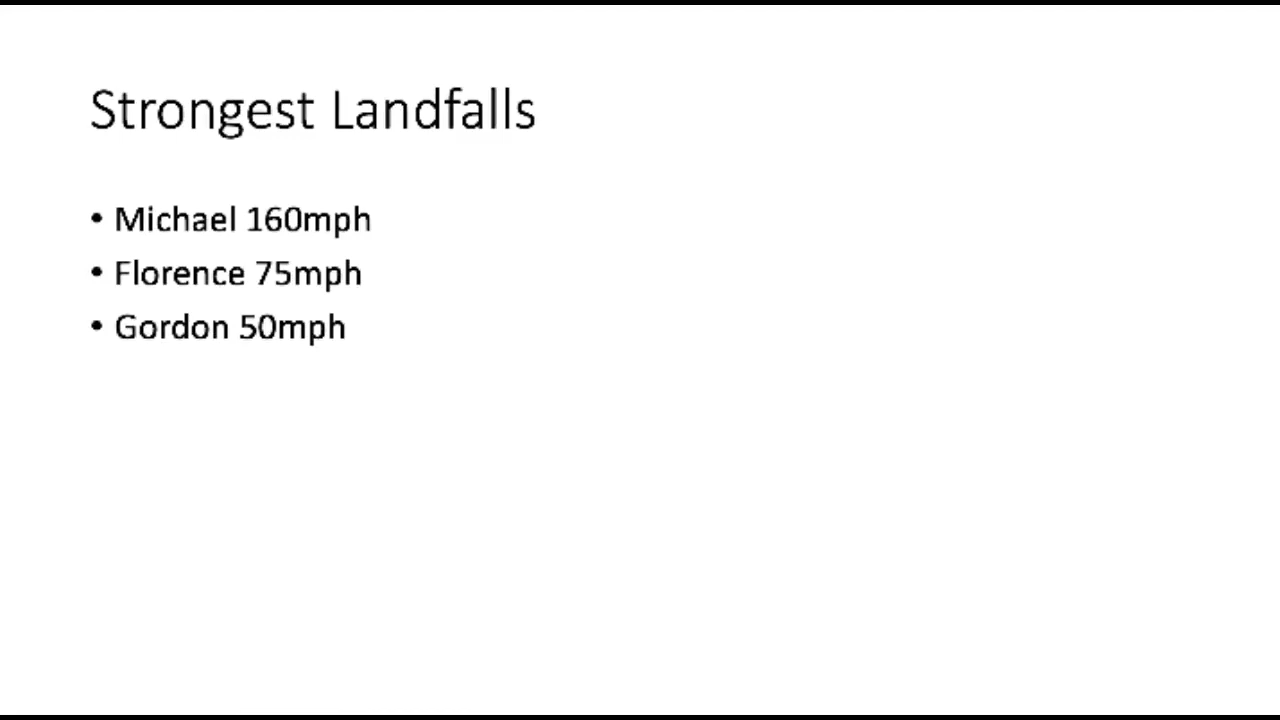 Strongest Landfalls
• Michael 160mph
• Florence 75mph
• Gordon 50mph